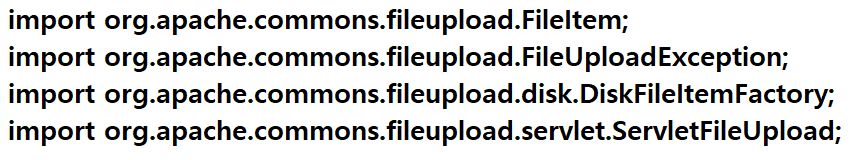 import org.apache.commons.fileupload.FileItem;
import org.apache.commons.fileupload.FileUploadException;
import org.apache.commons.fileupload.disk.DiskFileItemFactory;
import org.apache.commons.fileupload.servlet.ServletFileUpload;